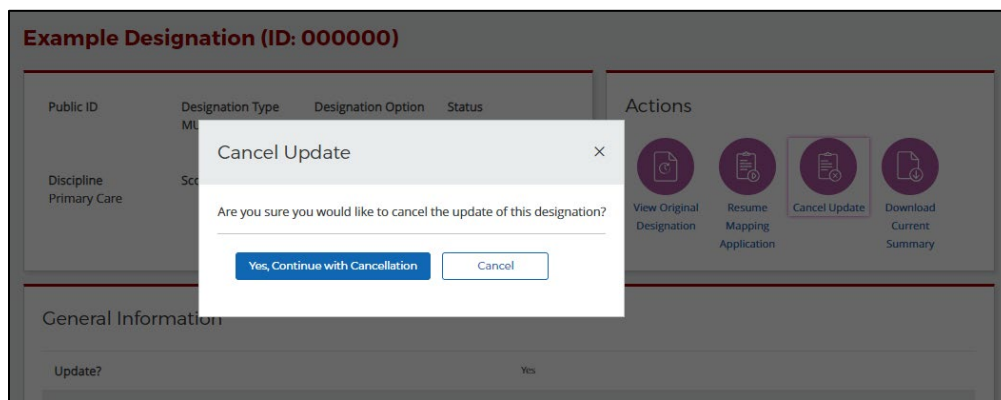 Example Designation (ID: 000000)
Public ID
Designation Type
Designation Option
Status
Discipline
Primary Care
Cancel Update
×
Are you sure you would like to cancel the update of this designation?
Yes, Continue with Cancellation
Cancel
Actions
View Original
Designation
Resume
Mapping
Application
Cancel Update
Download
Current
Summary
General Information
Update?
Yes